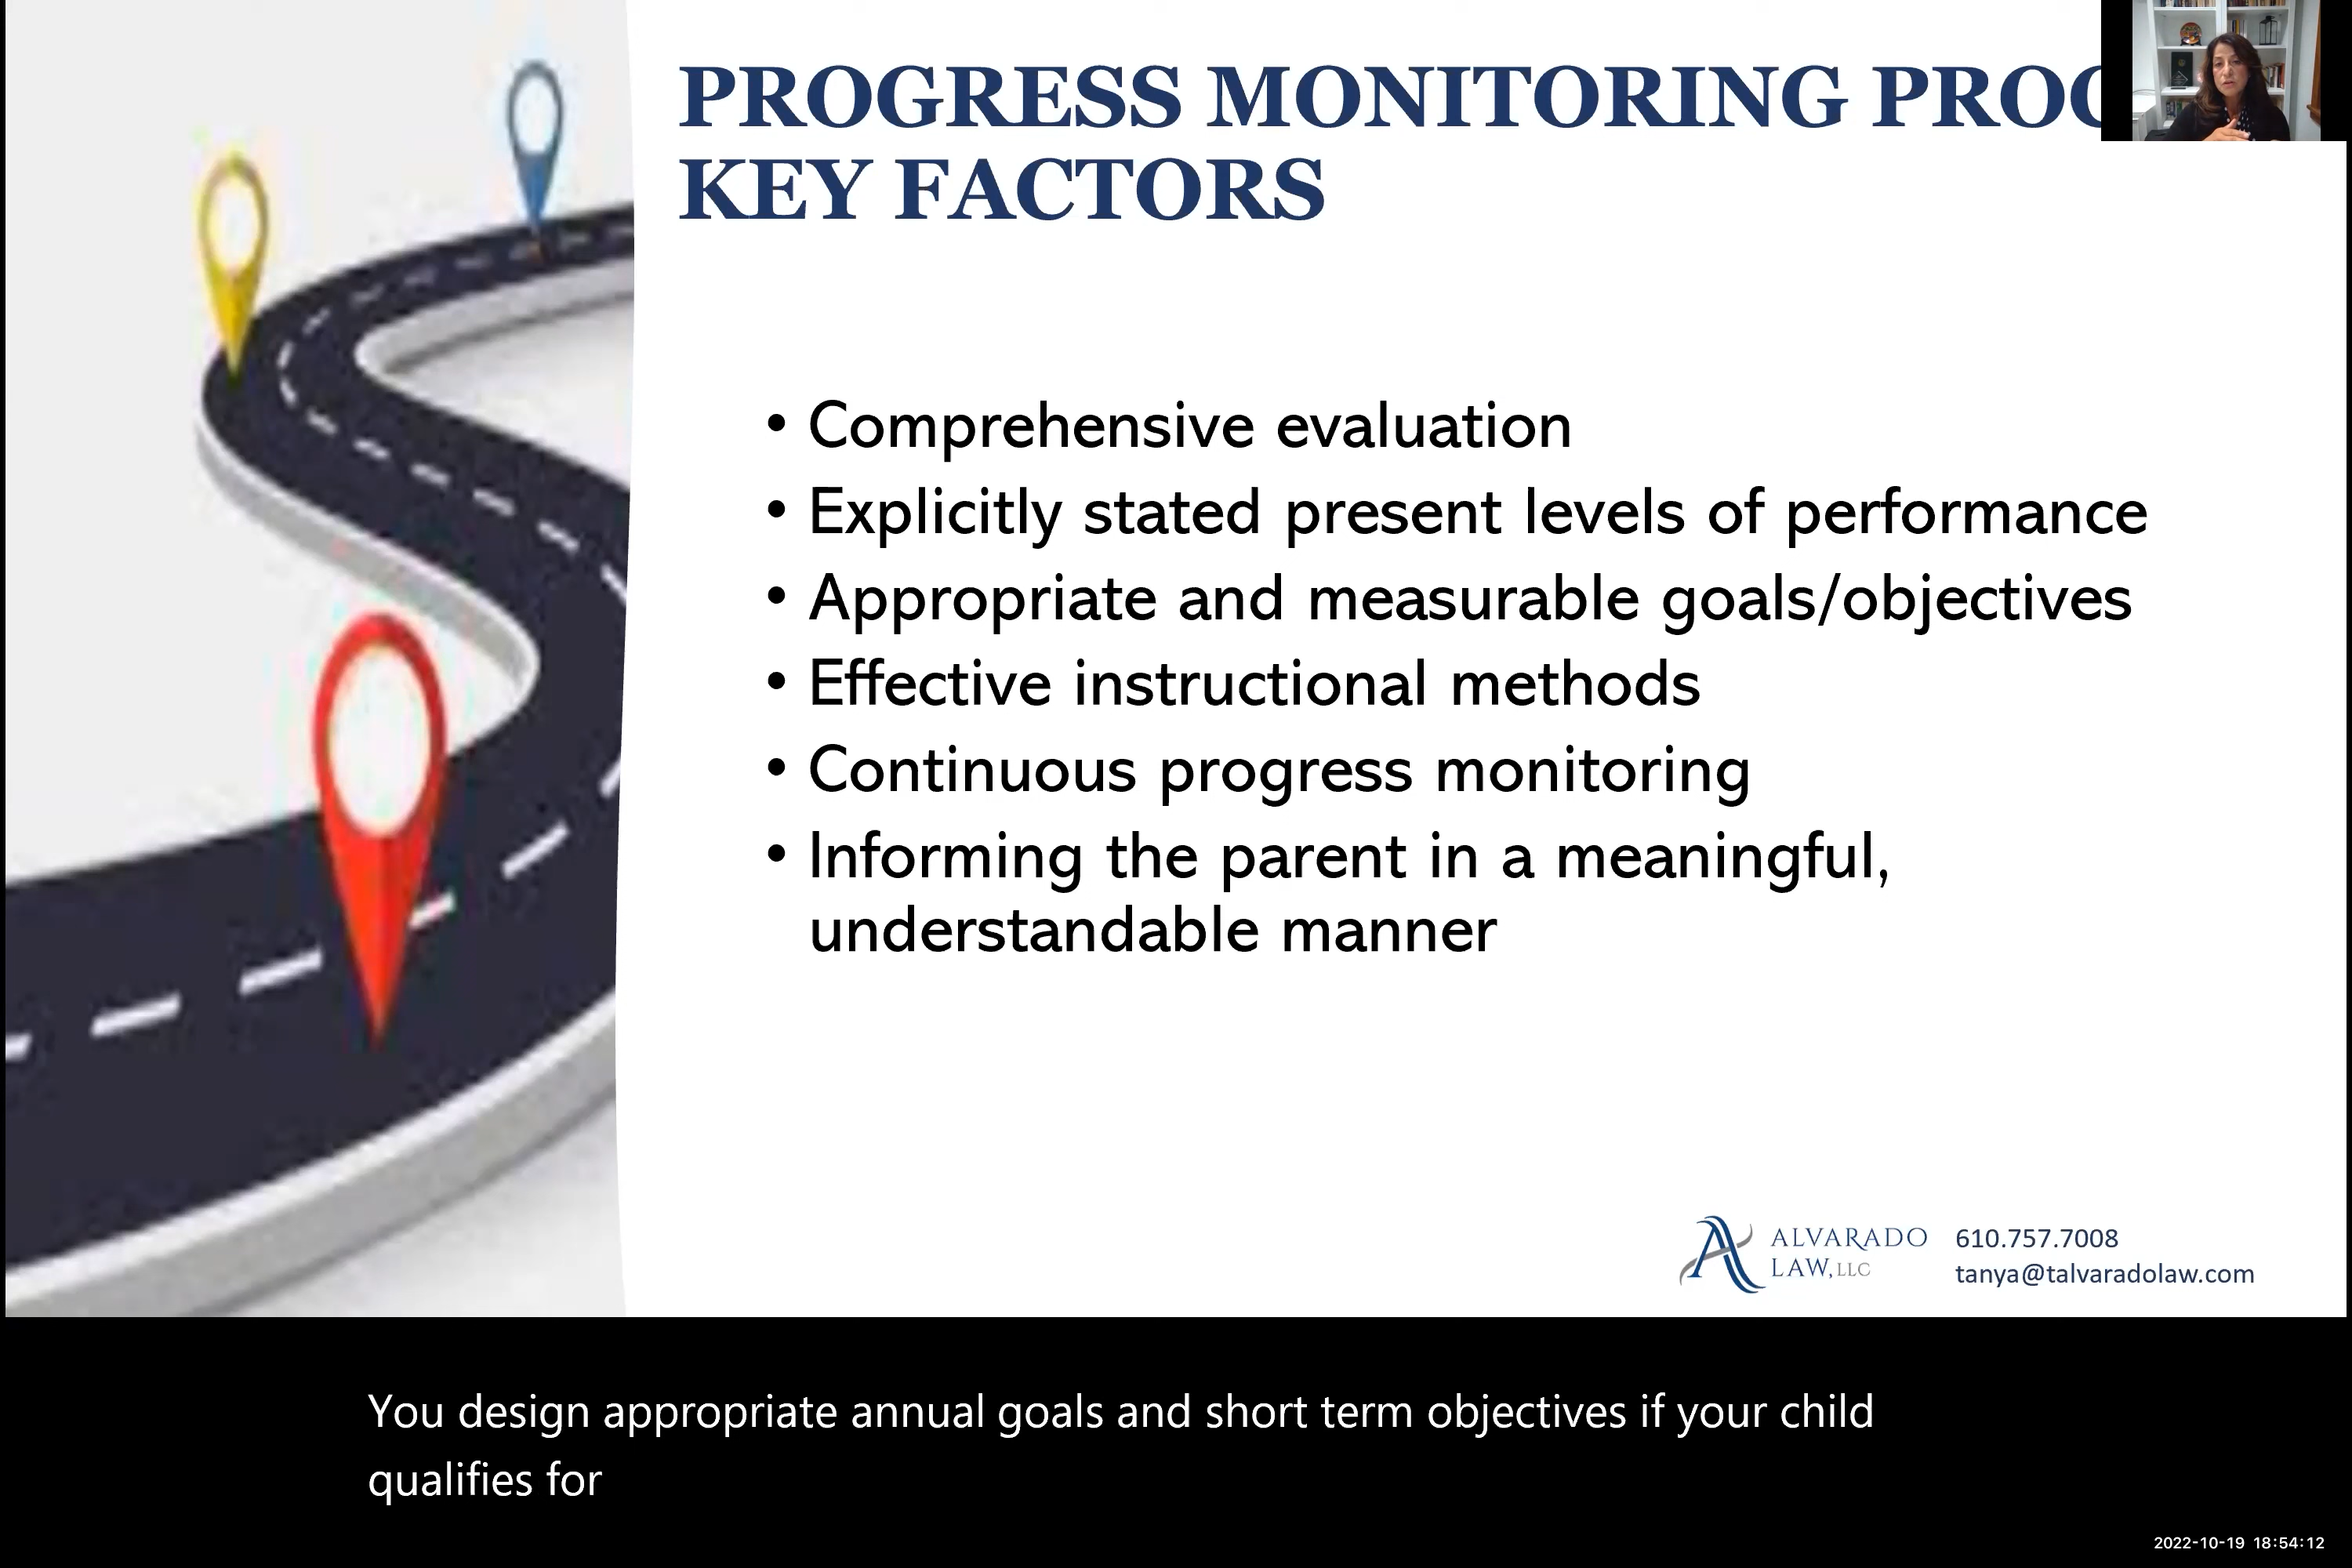 PROGRESS MONITORING
KEY FACTORS
• Comprehensive evaluation
• Explicitly stated present levels of performance
• Appropriate and measurable goals/objectives
• Effective instructional methods
• Continuous progress monitoring
• Informing the parent in a meaningful,
understandable manner
ALVARADO
LAW, LLC
610.757.7008
tanya@talvaradolaw.com
You design appropriate annual goals and short term objectives if your child
qualifies for
2022-10-19 18:54:12